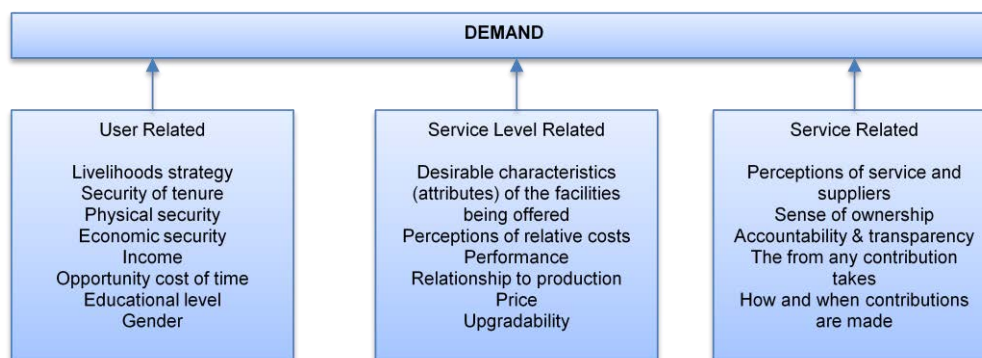 DEMAND
User Related
Livelihoods strategy
Security of tenure
Physical security
Economic security
Income
Opportunity cost of time
Educational level
Gender
Service Level Related
Desirable characteristics
(attributes) of the facilities
being offered
Perceptions of relative costs
Performance
Relationship to production
Price
Upgradability
Service Related
Perceptions of service and
suppliers
Sense of ownership
Accountability & transparency
The from any contribution
takes
How and when contributions
are made